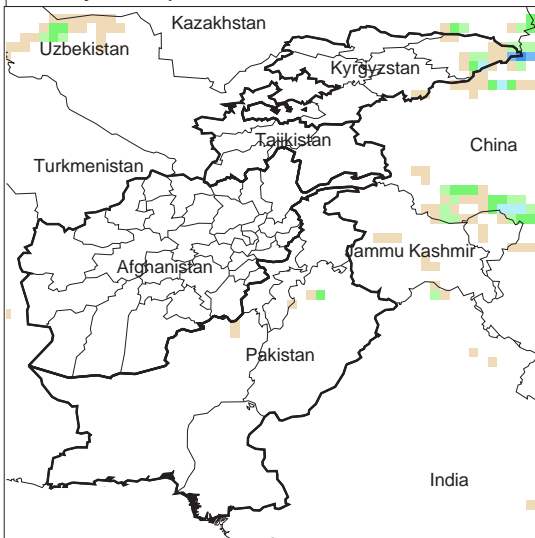 Kazakhstan
Uzbekistan
Kyrgyzstan
Tajikistan
China
Turkmenistan
Jammu Kashmir
Afghanistan
Pakistan
India